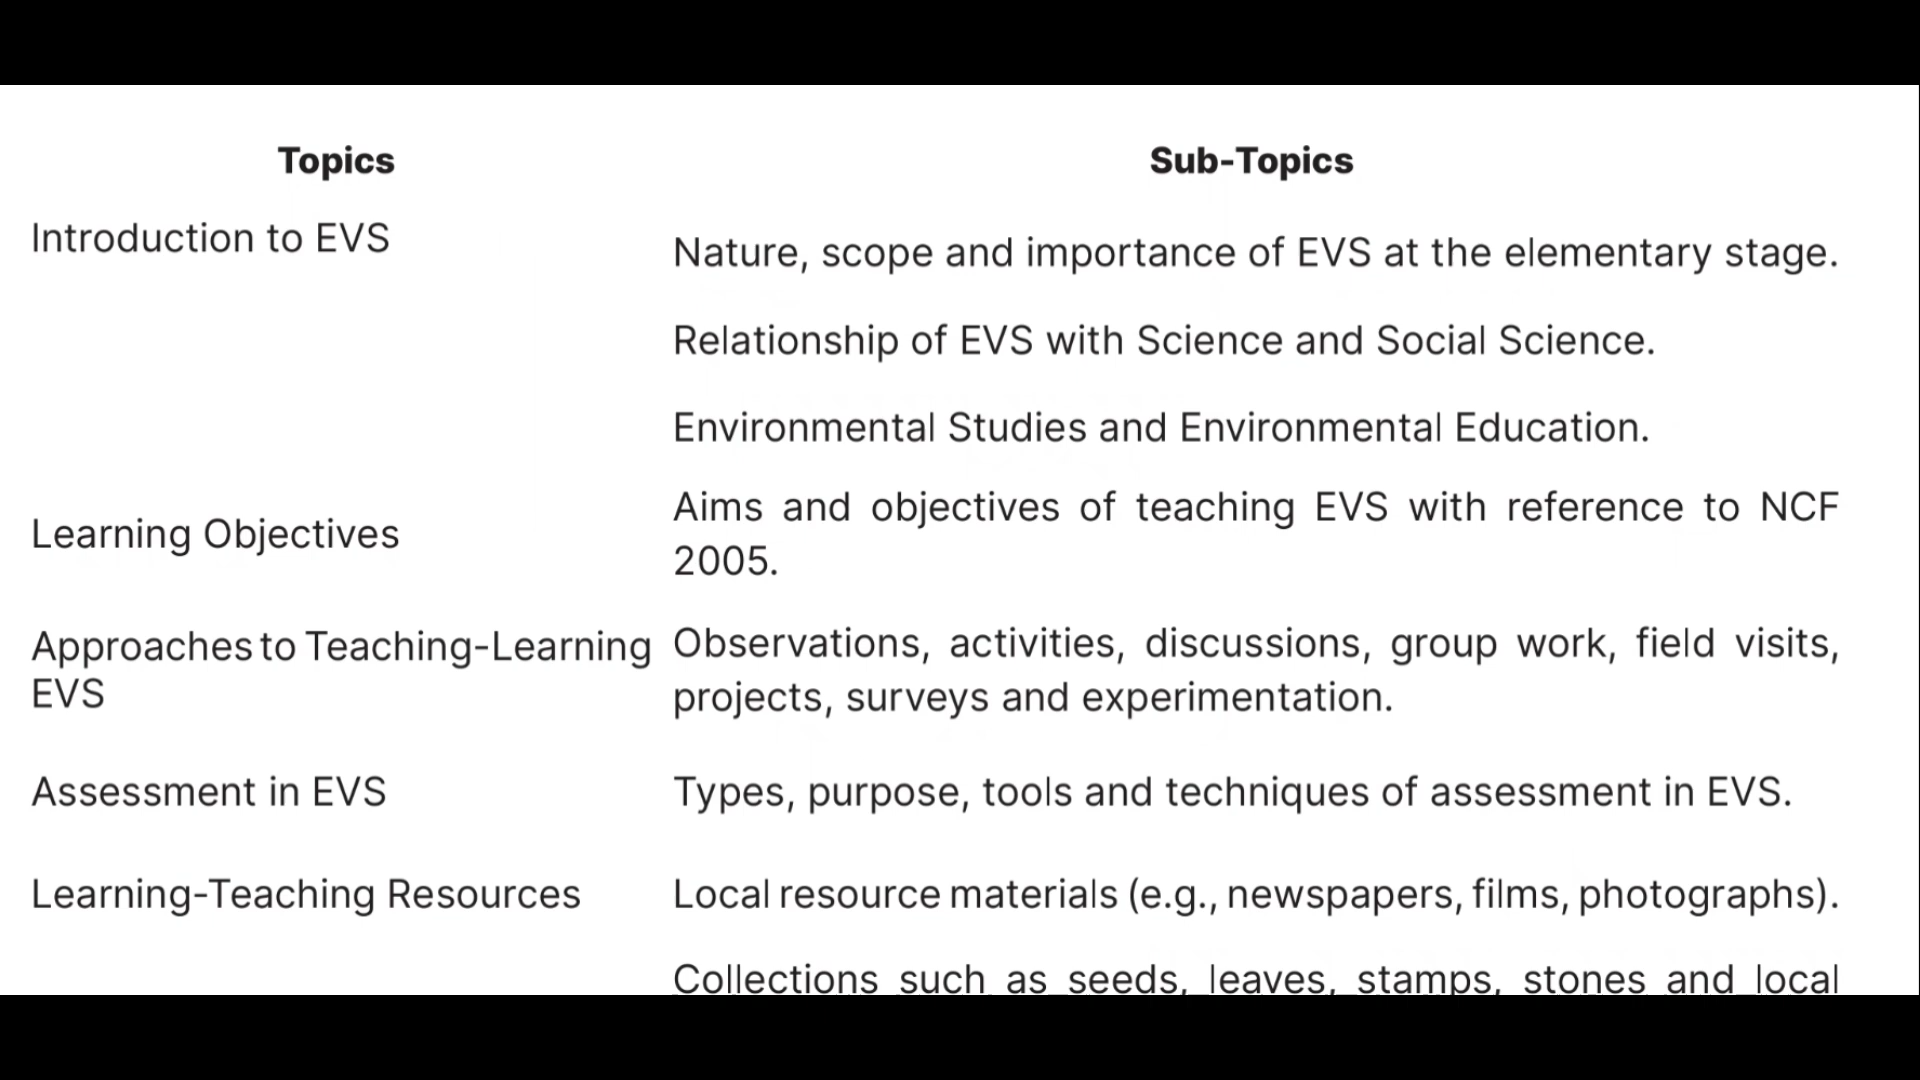 Topics Sub-Topics
Introduction to EVS
Nature, scope and importance of EVS at the elementary stage.
Relationship of EVS with Science and Social Science.
Environmental Studies and Environmental Education.
Learning Objectives
Aims and objectives of teaching EVS with reference to NCF
2005.
Approaches to Teaching-Learning
EVS
Observations, activities, discussions, group work, field visits,
projects, surveys and experimentation.
Assessment in EVS
Types, purpose, tools and techniques of assessment in EVS.
Learning-Teaching Resources
Local resource materials (e.g., newspapers, films, photographs).
Collections such as seeds, leaves, stamps, stones and local